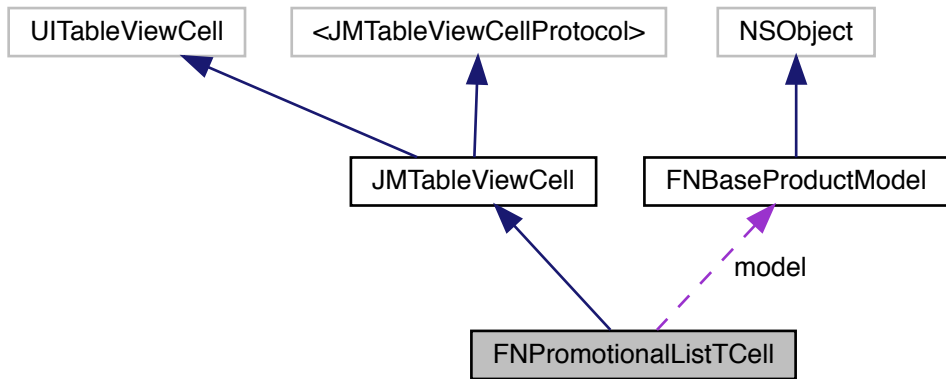 UITableViewCell
<JMTableViewCellProtocol>
NSObject
JMTableViewCell
FNBaseProductModel
model
FNPromotionalListTCell